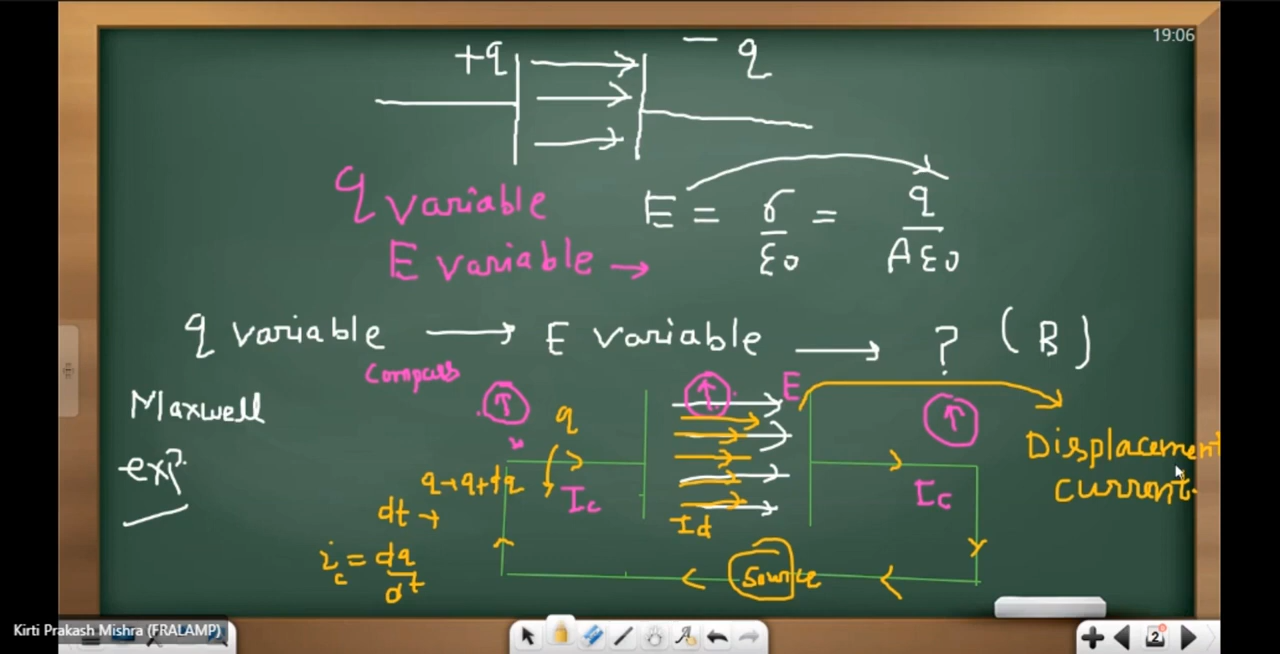 19:06
+q - q
q variable
E = σ/ε0 = q/Aε0
E variable →
q variable → E variable → ? (B)
Compass
Maxwell
exp.
E
q
Displacement
current.
q→q+dq
Ic
Id
Ic
dt →
ic = dq/dt
Source
Kirti Prakash Mishra (FRALAMP)
2